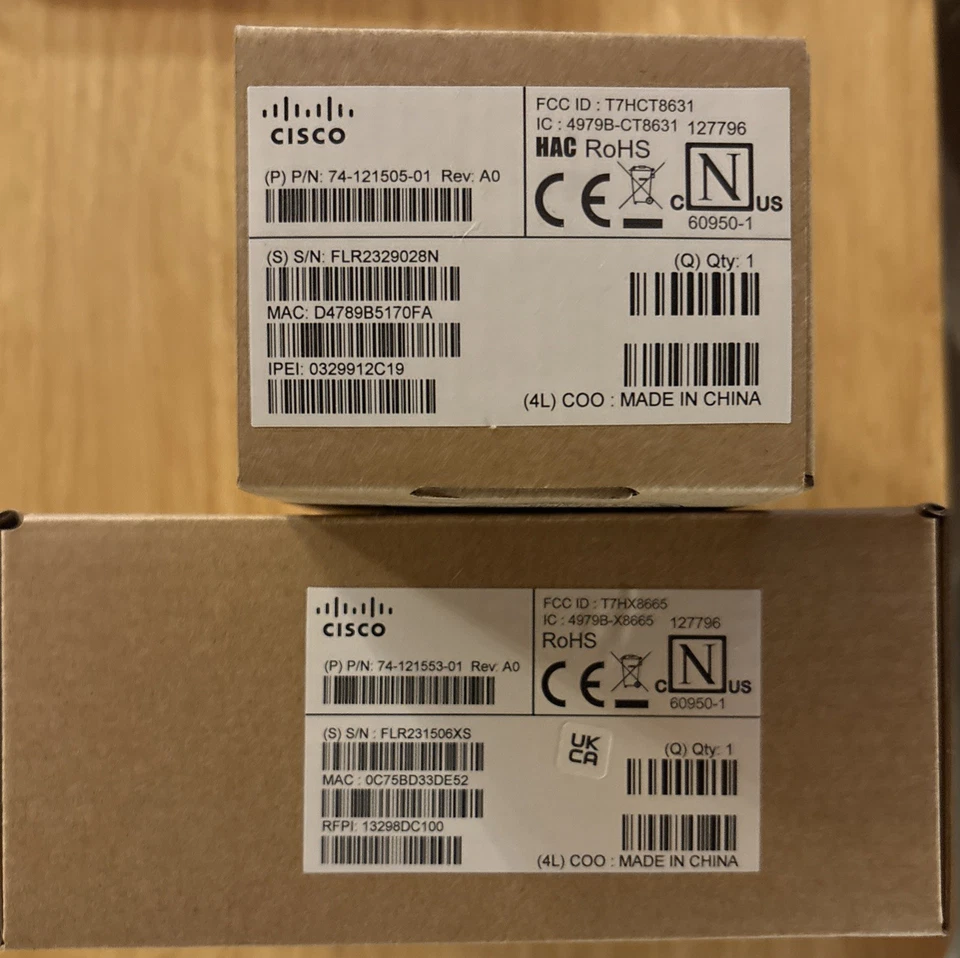 CISCO
(P) P/N: 74-121505-01 Rev: A0
FCC ID : T7HCT8631
IC : 4979B-CT8631 127796
HAC RoHS
CE
C N US
60950-1
(S) S/N: FLR2329028N
MAC: D4789B5170FA
IPEI: 0329912C19
(Q) Qty: 1
(4L) COO : MADE IN CHINA
CISCO
(P) P/N: 74-121553-01 Rev: A0
FCC ID : T7HX8665
IC : 4979B-X8665 127796
RoHS
CE
C N US
60950-1
(S) S/N : FLR231506XS
MAC : 0C75BD33DE52
RFPI: 13298DC100
UK
CA
(Q) Qty: 1
(4L) COO : MADE IN CHINA